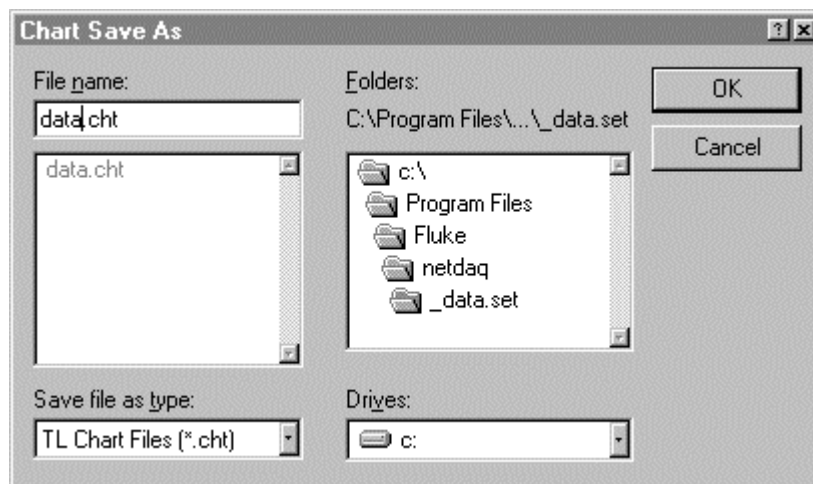 Chart Save As
File name:
data.cht
data.cht
Save file as type:
TL Chart Files (*.cht)
Folders:
C:\Program Files\...\_data.set
c:\
Program Files
Fluke
netdaq
_data.set
Drives:
c:
OK
Cancel